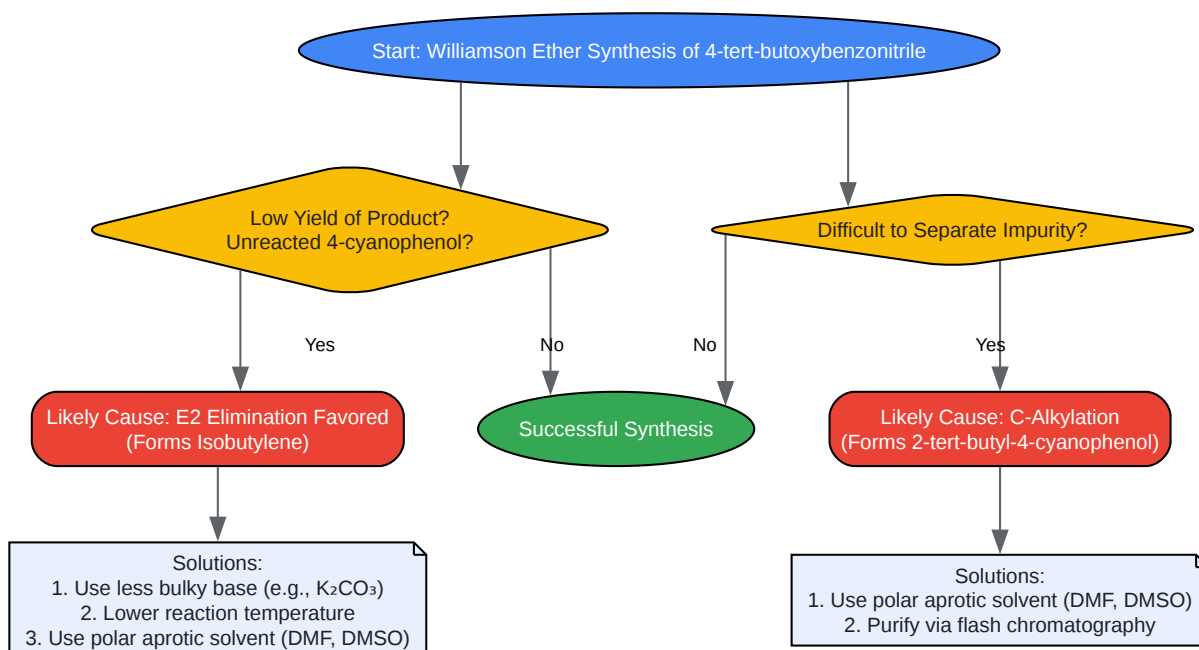 Start: Williamson Ether Synthesis of 4-tert-butoxybenzonitrile
Low Yield of Product?
Unreacted 4-cyanophenol?
Difficult to Separate Impurity?
Yes
No
No
Yes
Likely Cause: E2 Elimination Favored
(Forms Isobutylene)
Successful Synthesis
Likely Cause: C-Alkylation
(Forms 2-tert-butyl-4-cyanophenol)
Solutions:
1. Use less bulky base (e.g., K₂CO₃)
2. Lower reaction temperature
3. Use polar aprotic solvent (DMF, DMSO)
Solutions:
1. Use polar aprotic solvent (DMF, DMSO)
2. Purify via flash chromatography